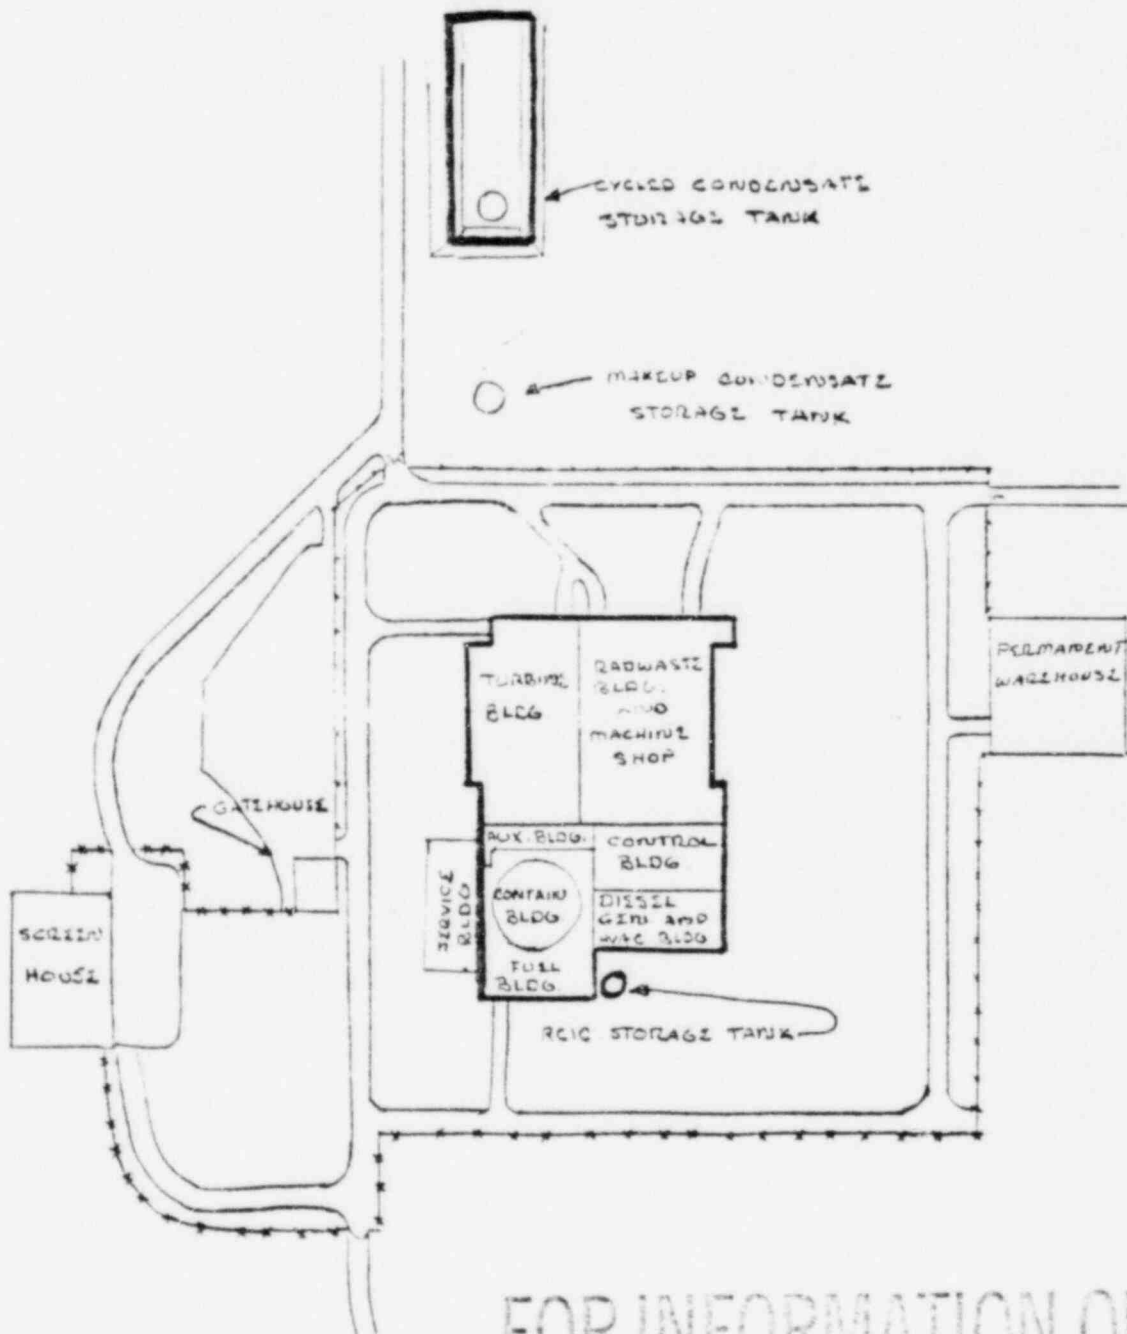 CYCLED CONDENSATE
STORAGE TANK
MAKEUP CONDENSATE
STORAGE TANK
TURBINE
BLDG
RADWASTE
BLDG.
AND
MACHINE
SHOP
PERMANENT
WAREHOUSE
GATEHOUSE
AUX. BLDG.
CONTROL
BLDG
SERVICE
BLDG
CONTAIN
BLDG
DIESEL
GEN. AND
HVAC BLDG
SCREEN
HOUSE
FUEL
BLDG.
RCIC STORAGE TANK
FOR INFORMATION